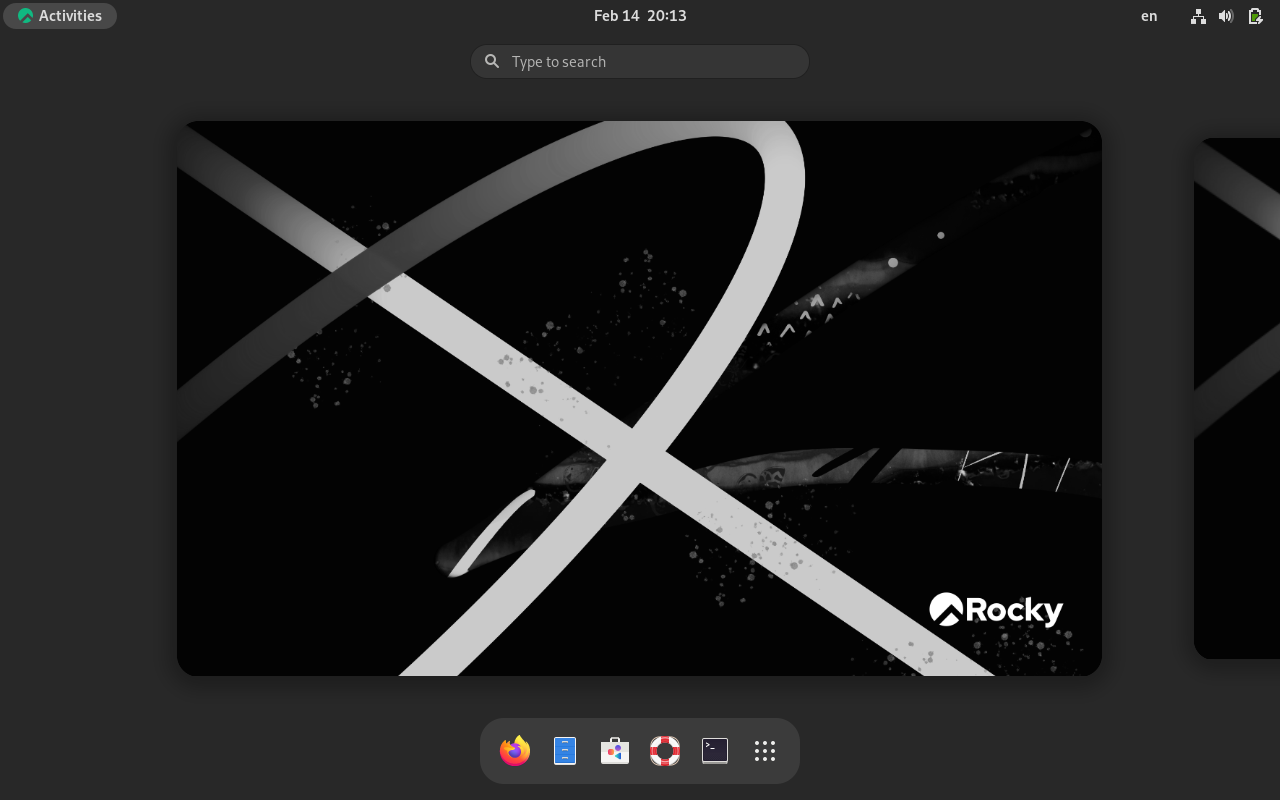 Activities
Feb 14 20:13
en
Type to search
Rocky
>_